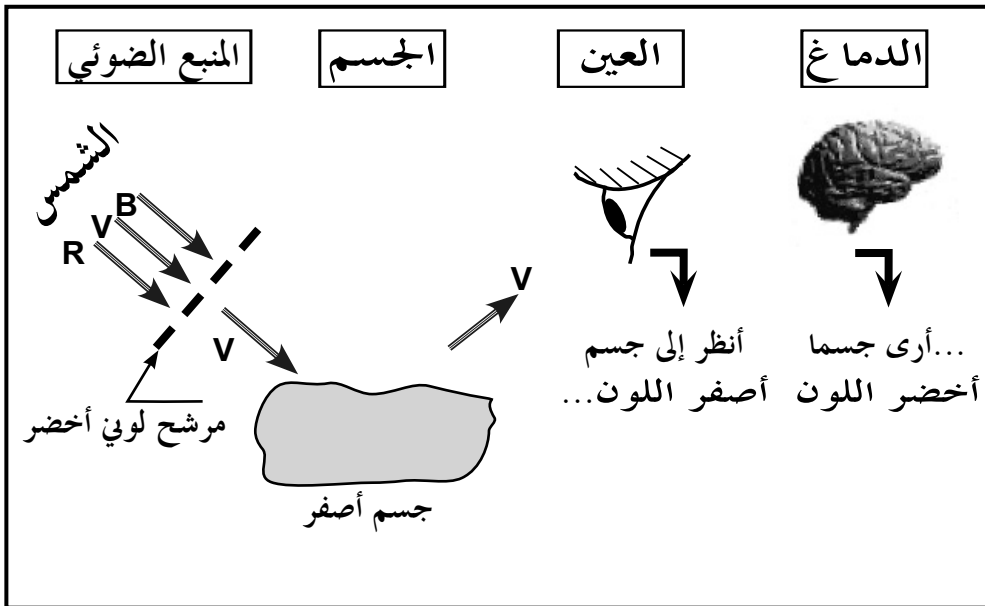 المنبع الضوئي
الجسم
العين
الدماغ
الشمس
B
V
R
V
V
مرشح لوني أخضر
جسم أصفر
أنظر إلى جسم
أصفر اللون...
...أرى جسما
أخضر اللون